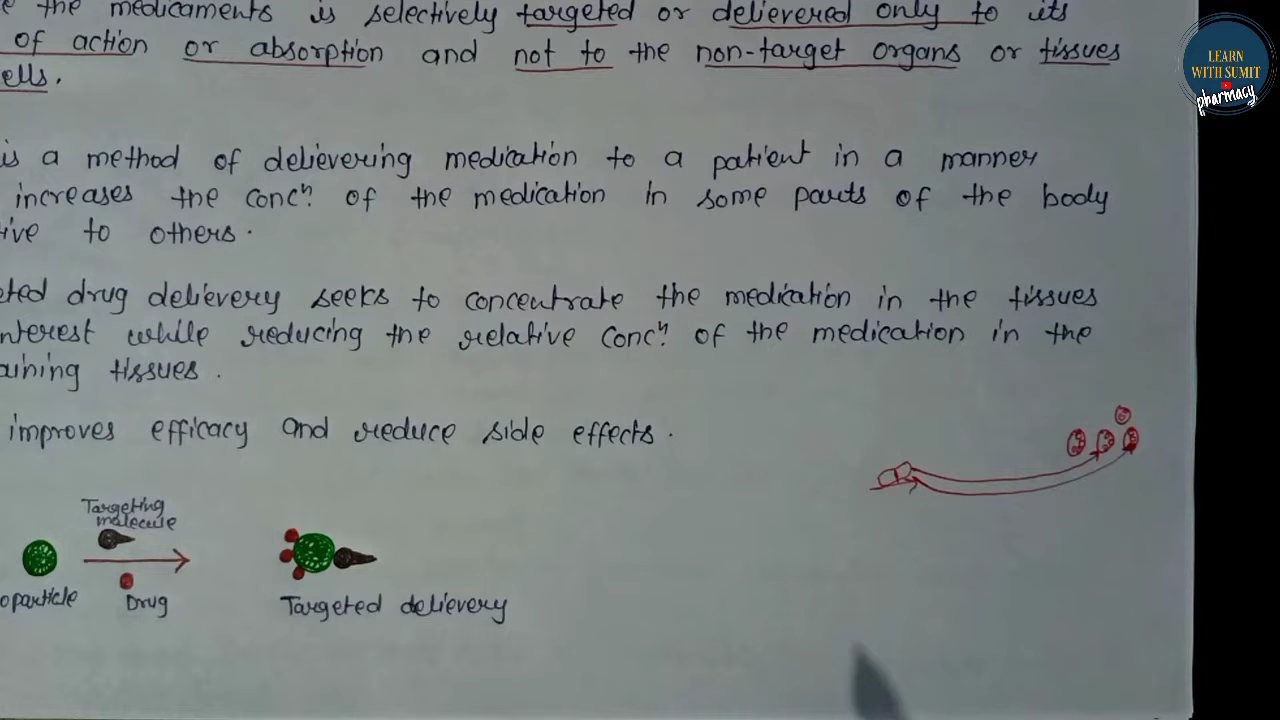 e the medicaments is selectively targeted or delievered only to its
of action or absorption and not to the non-target organs or tissues
ells.
is a method of delievering medication to a patient in a manner
increases the concⁿ. of the medication in some parts of the body
ive to others.
eted drug delievery seeks to concentrate the medication in the tissues
nterest while reducing the relative concⁿ. of the medication in the
aining tissues.
improves efficacy and reduce side effects.
Targeting
malecule
oparticle
Drug
Targeted delievery
LEARN
WITH SUMIT
pharmacy